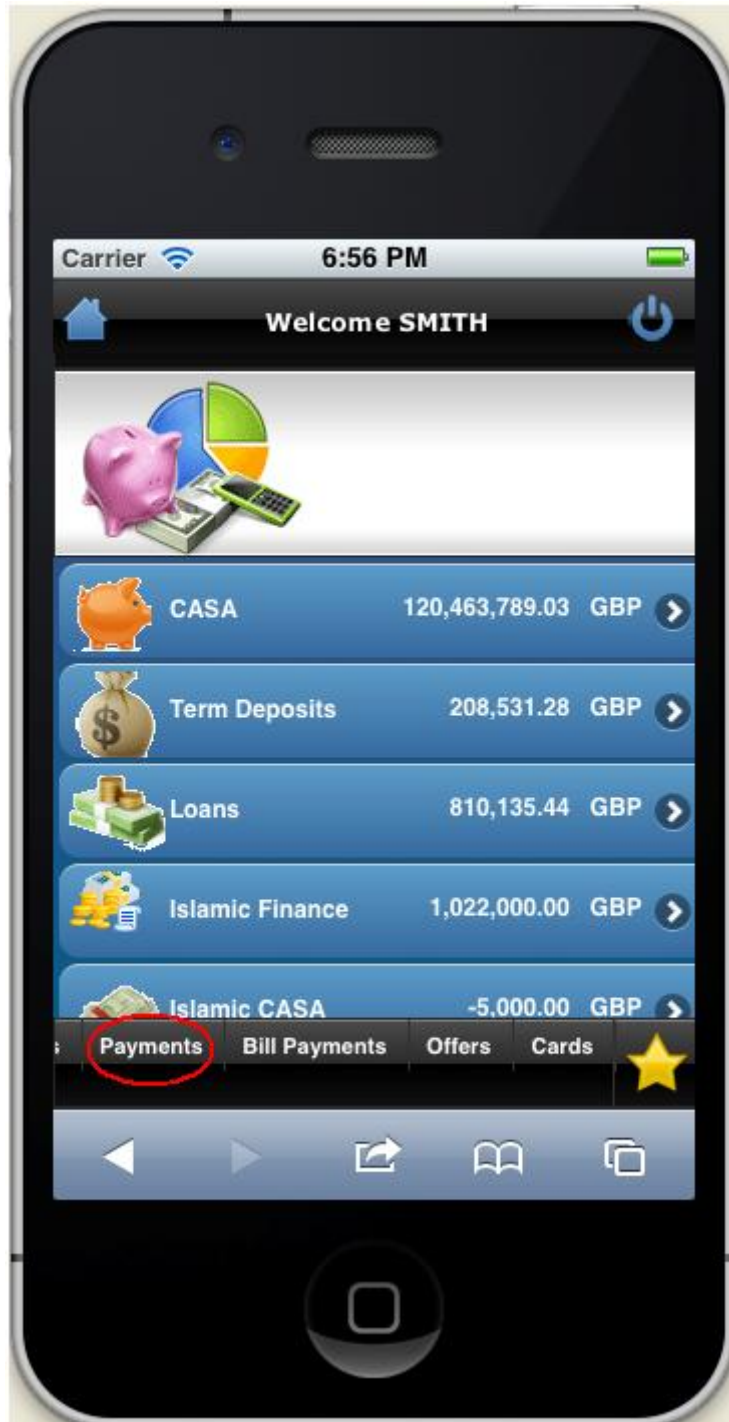 Carrier 6:56 PM
Welcome SMITH
CASA 120,463,789.03 GBP
$
Term Deposits 208,531.28 GBP
Loans 810,135.44 GBP
Islamic Finance 1,022,000.00 GBP
Islamic CASA -5,000.00 GBP
s Payments Bill Payments Offers Cards